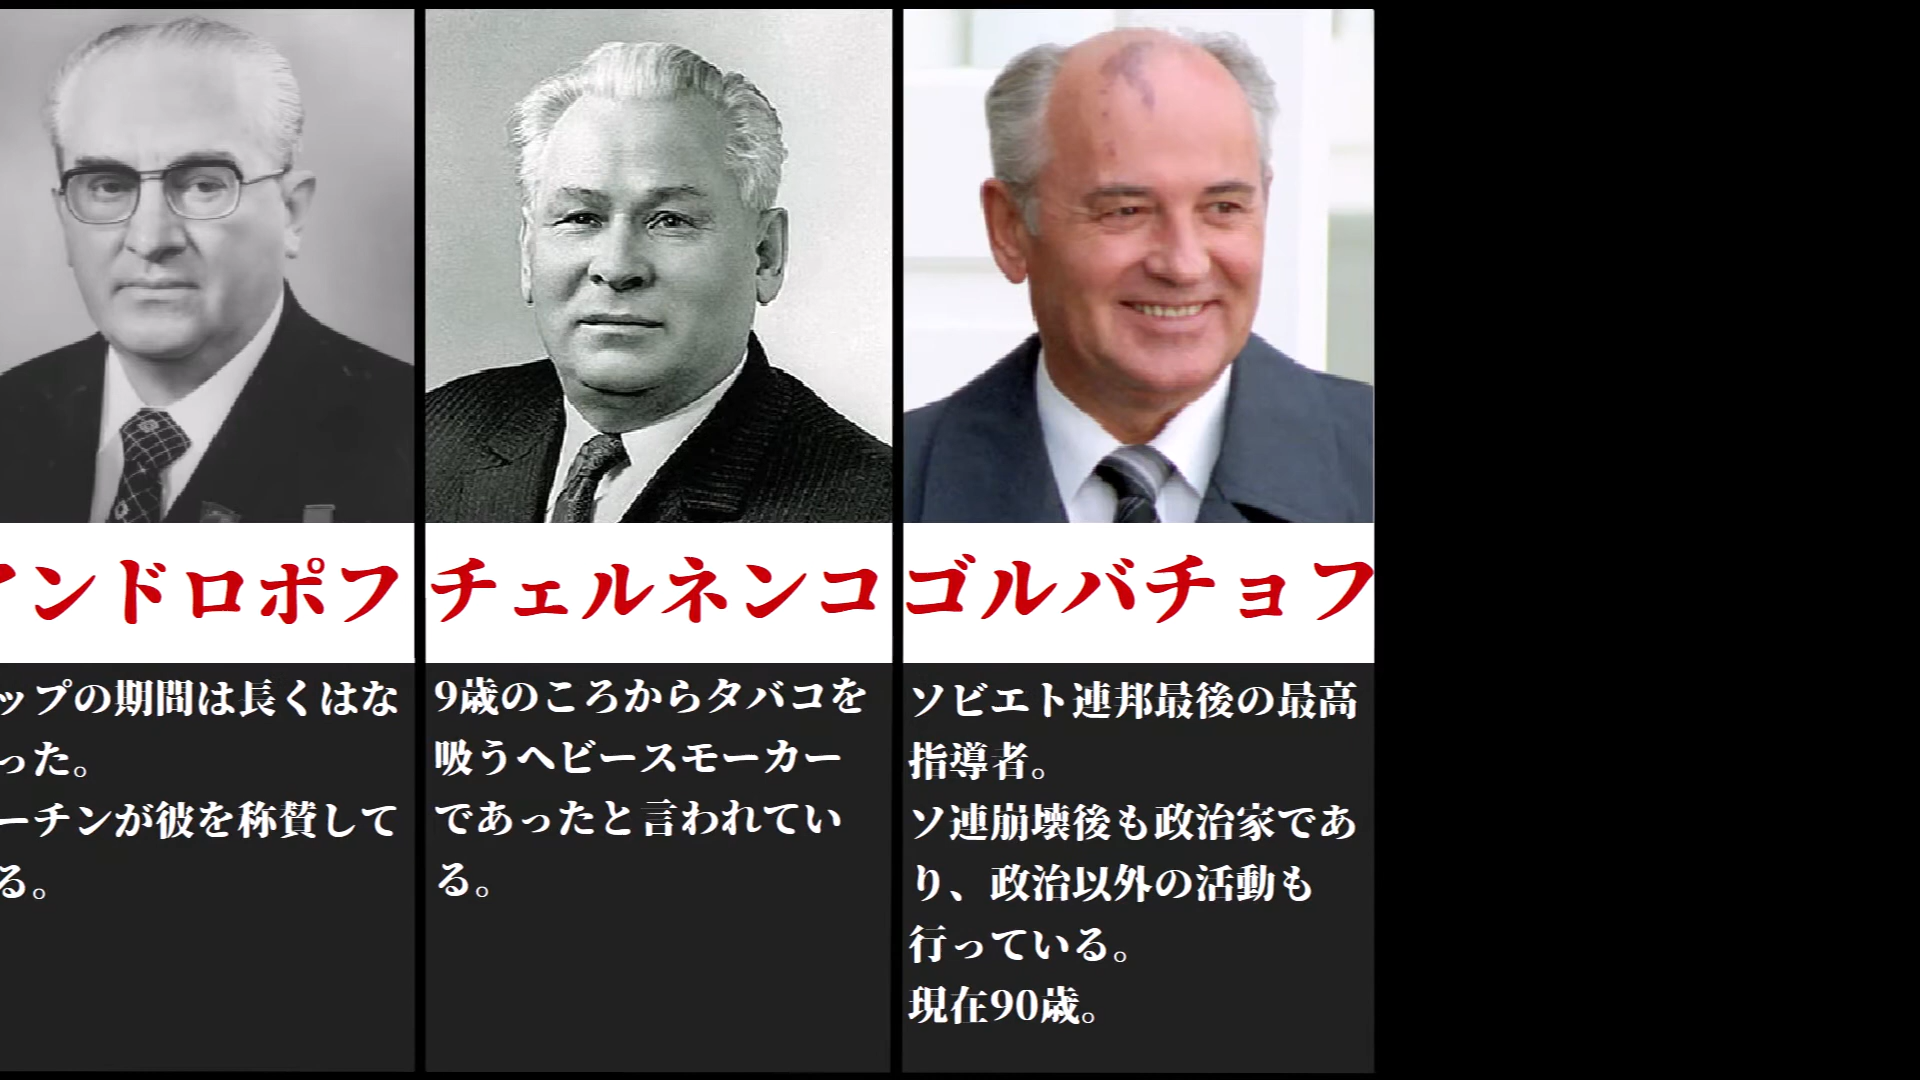 アンドロポフ
ップの期間は長くはな
った。
ーチンが彼を称賛して
る。
チェルネンコ
9歳のころからタバコを
吸うヘビースモーカー
であったと言われてい
る。
ゴルバチョフ
ソビエト連邦最後の最高
指導者。
ソ連崩壊後も政治家であ
り、政治以外の活動も
行っている。
現在90歳。